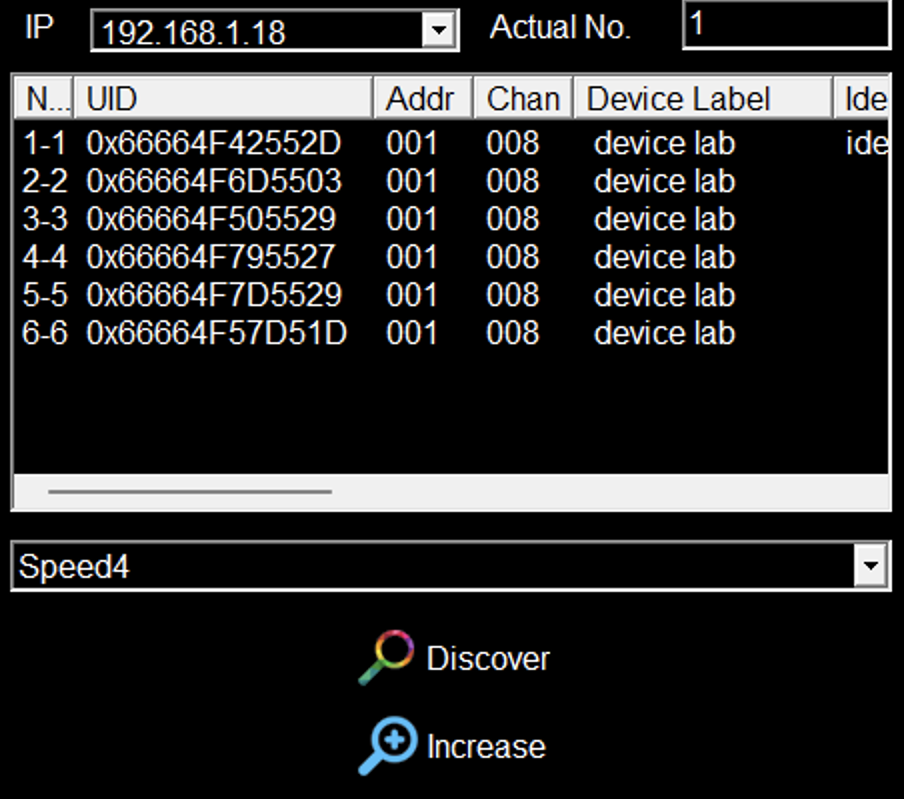 IP 192.168.1.18 Actual No. 1
N... UID Addr Chan Device Label Ide
1-1 0x66664F42552D 001 008 device lab ide
2-2 0x66664F6D5503 001 008 device lab
3-3 0x66664F505529 001 008 device lab
4-4 0x66664F795527 001 008 device lab
5-5 0x66664F7D5529 001 008 device lab
6-6 0x66664F57D51D 001 008 device lab
Speed4
Discover
Increase